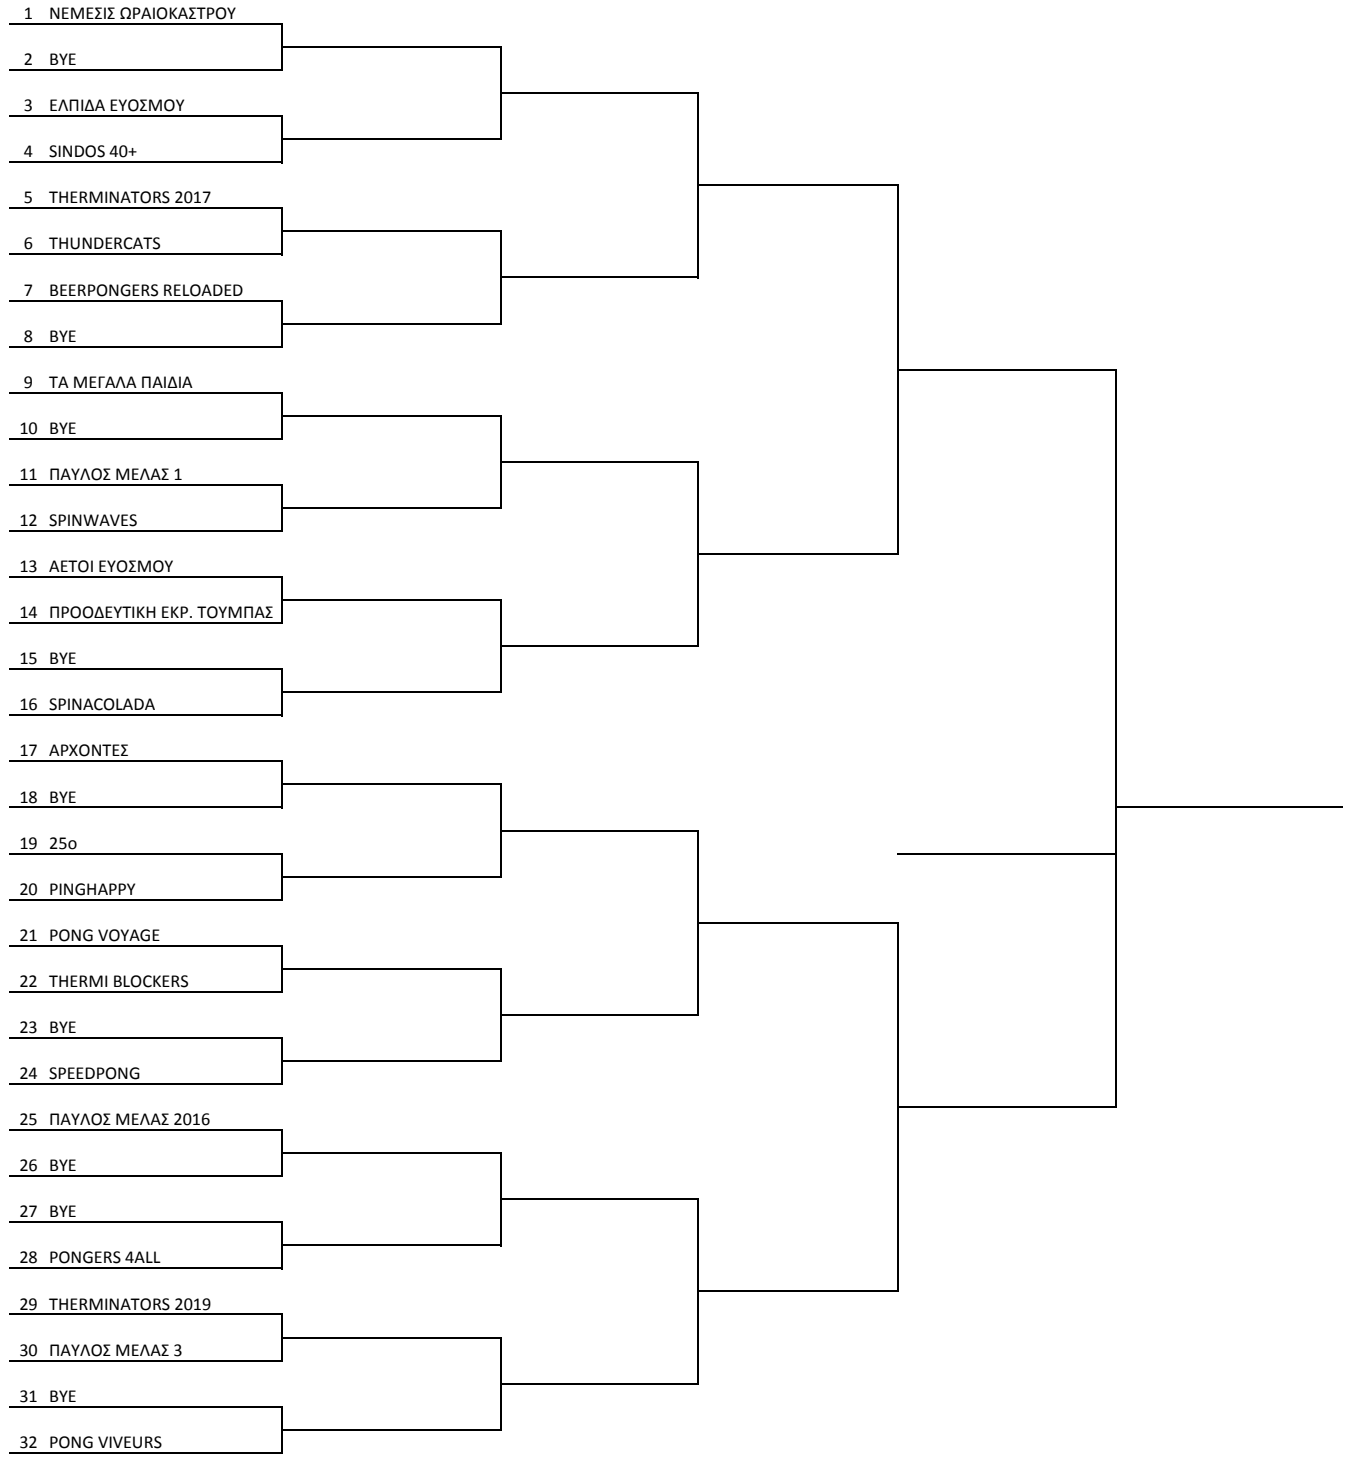 1 ΝΕΜΕΣΙΣ ΩΡΑΙΟΚΑΣΤΡΟΥ
2 BYE
3 ΕΛΠΙΔΑ ΕΥΟΣΜΟΥ
4 SINDOS 40+
5 THERMINATORS 2017
6 THUNDERCATS
7 BEERPONGERS RELOADED
8 BYE
9 ΤΑ ΜΕΓΑΛΑ ΠΑΙΔΙΑ
10 BYE
11 ΠΑΥΛΟΣ ΜΕΛΑΣ 1
12 SPINWAVES
13 ΑΕΤΟΙ ΕΥΟΣΜΟΥ
14 ΠΡΟΟΔΕΥΤΙΚΗ ΕΚΡ. ΤΟΥΜΠΑΣ
15 BYE
16 SPINACOLADA
17 ΑΡΧΟΝΤΕΣ
18 BYE
19 25ο
20 PINGHAPPY
21 PONG VOYAGE
22 THERMI BLOCKERS
23 BYE
24 SPEEDPONG
25 ΠΑΥΛΟΣ ΜΕΛΑΣ 2016
26 BYE
27 BYE
28 PONGERS 4ALL
29 THERMINATORS 2019
30 ΠΑΥΛΟΣ ΜΕΛΑΣ 3
31 BYE
32 PONG VIVEURS